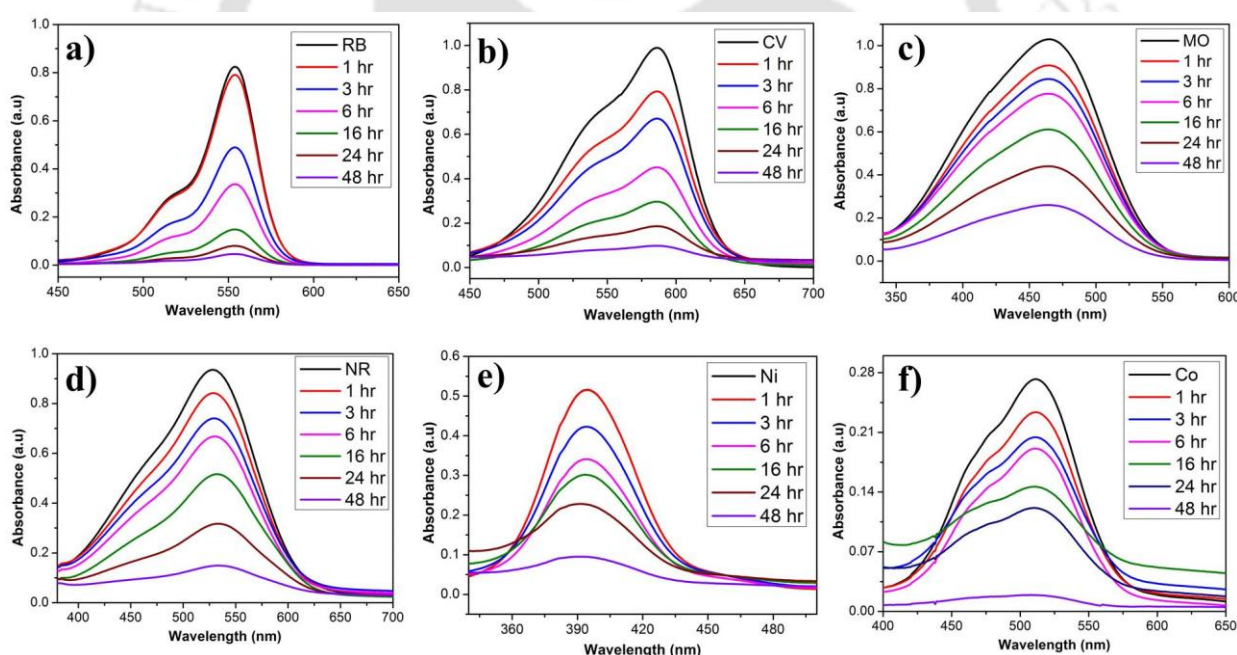 a)
RB
1 hr
3 hr
6 hr
16 hr
24 hr
48 hr
Absorbance (a.u)
1.0
0.8
0.6
0.4
0.2
0.0
450 500 550 600 650
Wavelength (nm)
b)
CV
1 hr
3 hr
6 hr
16 hr
24 hr
48 hr
Absorbance (a.u)
1.0
0.8
0.6
0.4
0.2
0.0
450 500 550 600 650 700
Wavelength (nm)
c)
MO
1 hr
3 hr
6 hr
16 hr
24 hr
48 hr
Absorbance (a.u)
1.0
0.8
0.6
0.4
0.2
0.0
350 400 450 500 550 600
Wavelength (nm)
d)
NR
1 hr
3 hr
6 hr
16 hr
24 hr
48 hr
Absorbance (a.u)
1.0
0.8
0.6
0.4
0.2
0.0
400 450 500 550 600 650 700
Wavelength (nm)
e)
Ni
1 hr
3 hr
6 hr
16 hr
24 hr
48 hr
Absorbance (a.u)
0.6
0.5
0.4
0.3
0.2
0.1
0.0
360 390 420 450 480
Wavelength (nm)
f)
Co
1 hr
3 hr
6 hr
16 hr
24 hr
48 hr
Absorbance (a.u)
0.28
0.21
0.14
0.07
0.00
400 450 500 550 600 650
Wavelength (nm)